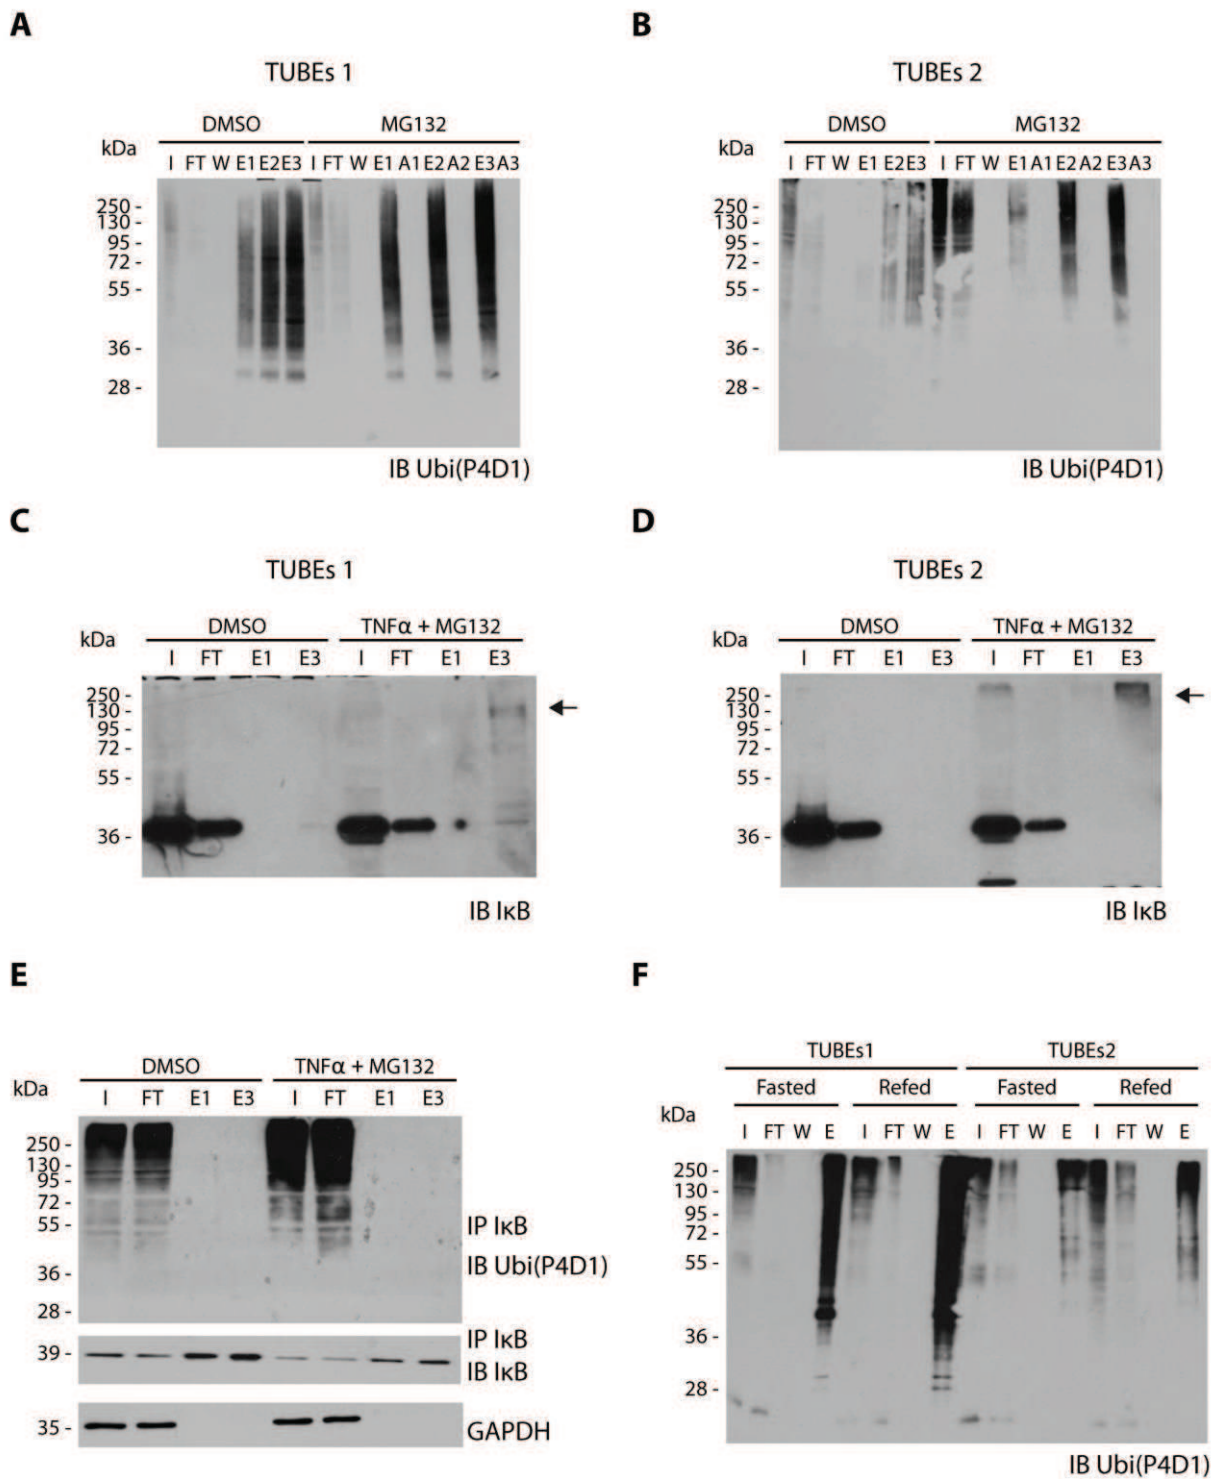 A
TUBEs 1
DMSO MG132
kDa
I FT W E1 E2 E3 I FT W E1 A1 E2 A2 E3 A3
250 -
130 -
95 -
72 -
55 -
36 -
28 -
IB Ubi(P4D1)
B
TUBEs 2
DMSO MG132
kDa
I FT W E1 E2 E3 I FT W E1 A1 E2 A2 E3 A3
250 -
130 -
95 -
72 -
55 -
36 -
28 -
IB Ubi(P4D1)
C
TUBEs 1
DMSO TNFα + MG132
kDa
I FT E1 E3 I FT E1 E3
250 -
130 -
95 -
72 -
55 -
36 -
IB IκB
D
TUBEs 2
DMSO TNFα + MG132
kDa
I FT E1 E3 I FT E1 E3
250 -
130 -
95 -
72 -
55 -
36 -
IB IκB
E
DMSO TNFα + MG132
kDa
I FT E1 E3 I FT E1 E3
250 -
130 -
95 -
72 -
55 -
36 -
28 -
IP IκB
IB Ubi(P4D1)
39 -
IP IκB
IB IκB
35 -
GAPDH
F
TUBEs1 TUBEs2
Fasted Refed Fasted Refed
kDa
I FT W E I FT W E I FT W E I FT W E
250 -
130 -
95 -
72 -
55 -
36 -
28 -
IB Ubi(P4D1)